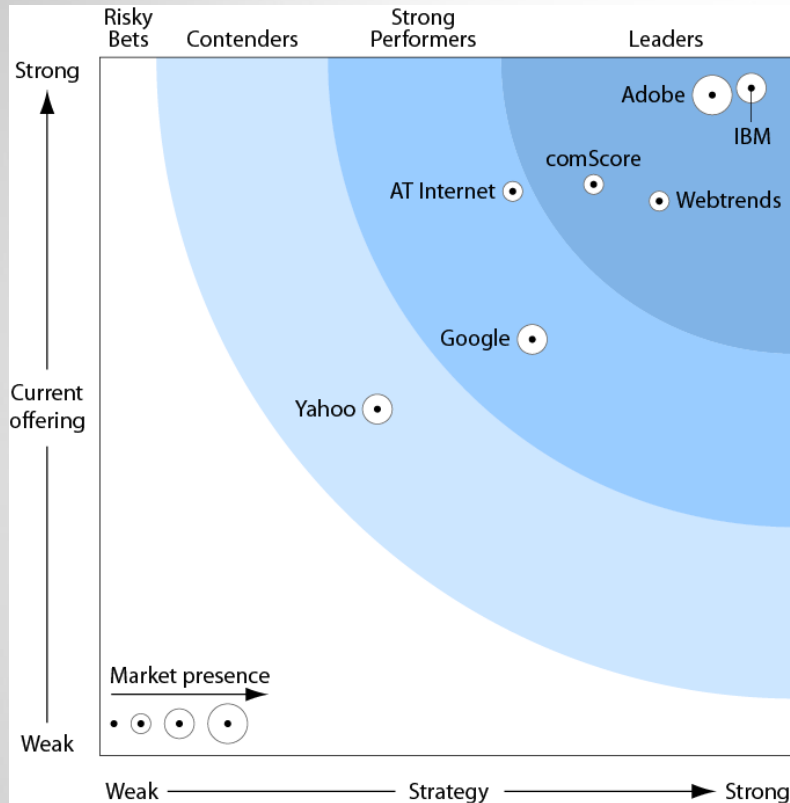 Risky
Bets
Contenders
Strong
Performers
Leaders
Strong
Adobe
IBM
comScore
AT Internet
Webtrends
Google
Current
offering
Yahoo
Market presence
Weak
Weak
Strategy
Strong